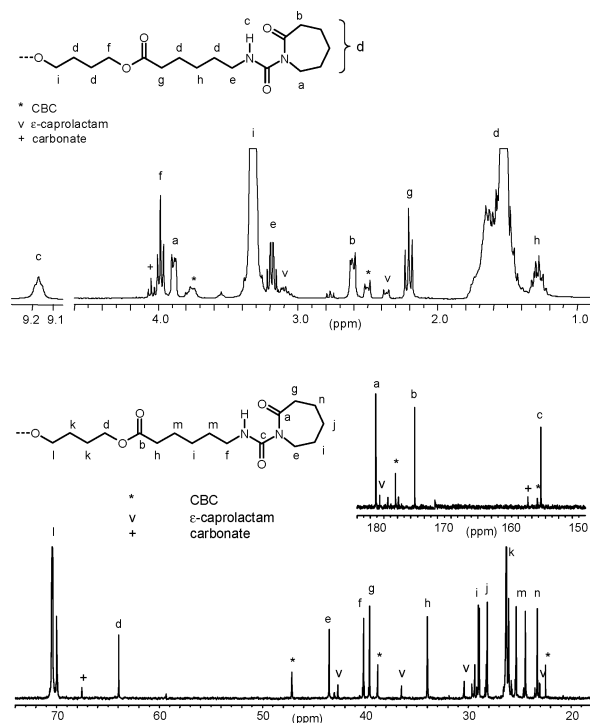 b
c
O
d
d
f
O
d
d
H
N
N
d
---O
O
i
d
g
h
e
O
a
* CBC
v ε-caprolactam
+ carbonate
i
d
f
g
e
a
b
h
c
+
*
v
*
v
9.2 9.1
4.0
3.0
2.0
1.0
(ppm)
g
O
n
k
d
O
m
m
H
a
j
---O
O
b
N
c
N
l
k
h
i
f
O
e
i
* CBC
v ε-caprolactam
+ carbonate
a
b
c
v
*
+
*
180
170
160
150
(ppm)
l
k
d
e
f
g
h
i
j
m
n
+
*
v
*
v
v
v
*
70
60
50
40
30
20
(ppm)
(ppm)